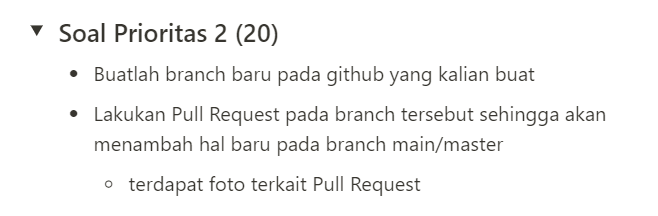 Soal Prioritas 2 (20)
Buatlah branch baru pada github yang kalian buat
Lakukan Pull Request pada branch tersebut sehingga akan
menambah hal baru pada branch main/master
terdapat foto terkait Pull Request